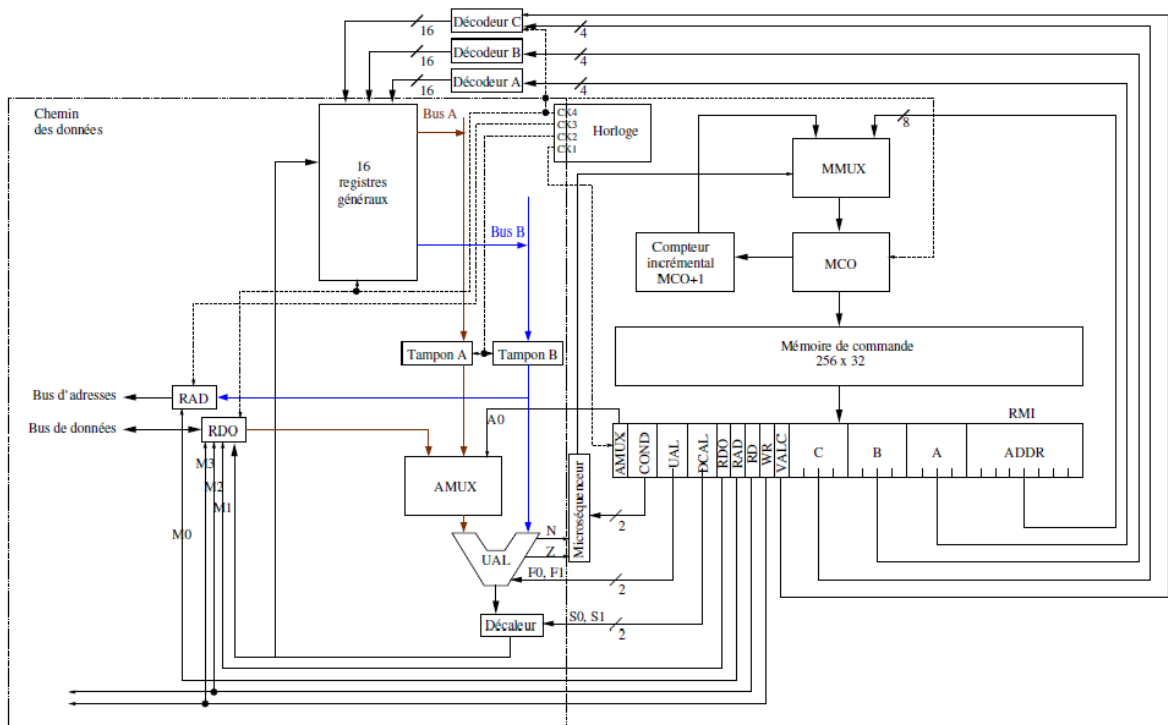 Décodeur C
16
4
Décodeur B
16
4
Décodeur A
16
4
Chemin
des données
Bus A
CK4
CK3
CK2
CK1
Horloge
8
MMUX
16
registres
généraux
Bus B
Compteur
incrémental
MCO+1
MCO
Tampon A
Tampon B
Mémoire de commande
256 x 32
Bus d'adresses
RAD
Bus de données
RDO
A0
RMI
AMUX
COND
UAL
DCAL
RDO
RAD
RD
WR
VALC
C
B
A
ADDR
M3
M2
M1
M0
AMUX
Microséquenceur
2
N
Z
UAL
F0, F1
2
Décaleur
S0, S1
2